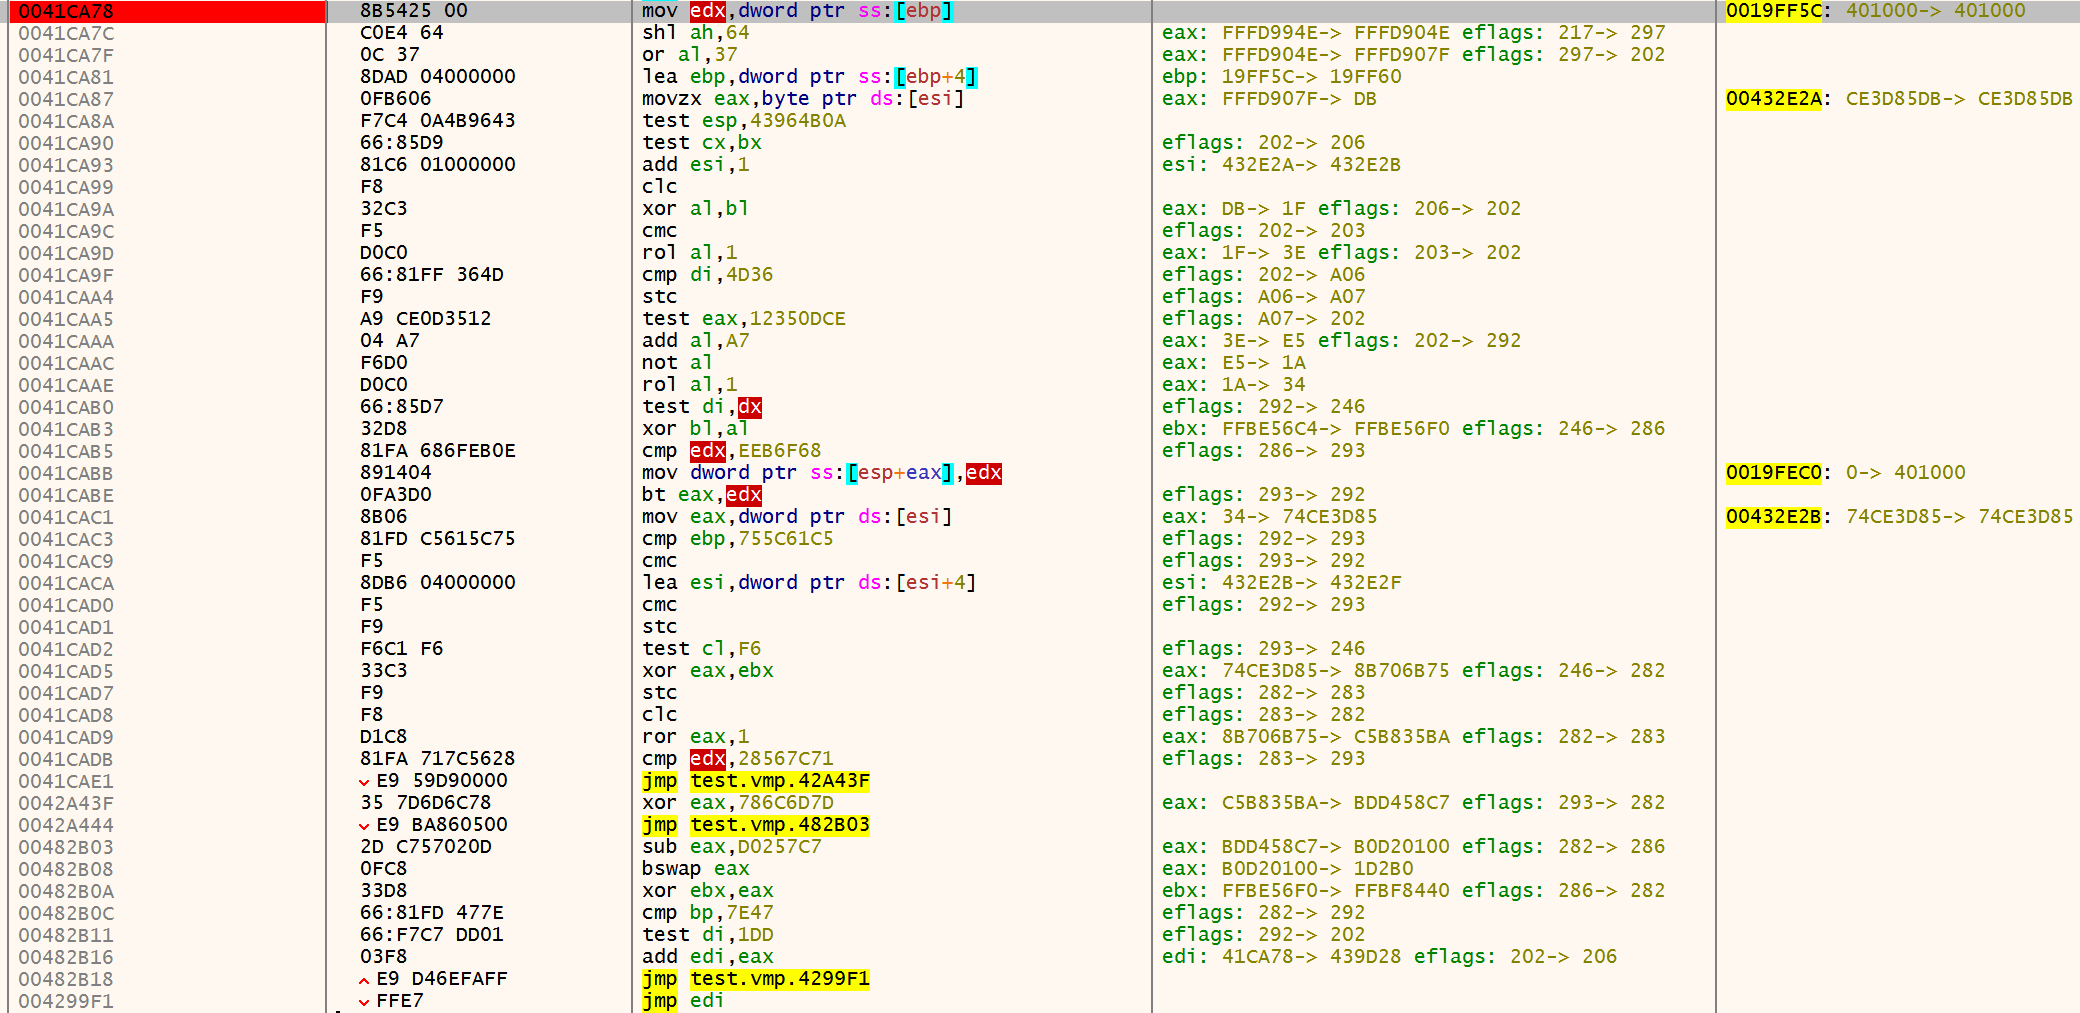 0041CA78 8B5425 00 mov edx,dword ptr ss:[ebp] 0019FF5C: 401000-> 401000
0041CA7C C0E4 64 shl ah,64 eax: FFFD994E-> FFFD904E eflags: 217-> 297
0041CA7F 0C 37 or al,37 eax: FFFD904E-> FFFD907F eflags: 297-> 202
0041CA81 8DAD 04000000 lea ebp,dword ptr ss:[ebp+4] ebp: 19FF5C-> 19FF60
0041CA87 0FB606 movzx eax,byte ptr ds:[esi] eax: FFFD907F-> DB 00432E2A: CE3D85DB-> CE3D85DB
0041CA8A F7C4 0A4B9643 test esp,43964B0A
0041CA90 66:85D9 test cx,bx eflags: 202-> 206
0041CA93 81C6 01000000 add esi,1 esi: 432E2A-> 432E2B
0041CA99 F8 clc
0041CA9A 32C3 xor al,bl eax: DB-> 1F eflags: 206-> 202
0041CA9C F5 cmc eflags: 202-> 203
0041CA9D D0C0 rol al,1 eax: 1F-> 3E eflags: 203-> 202
0041CA9F 66:81FF 364D cmp di,4D36 eflags: 202-> A06
0041CAA4 F9 stc eflags: A06-> A07
0041CAA5 A9 CE0D3512 test eax,12350DCE eflags: A07-> 202
0041CAAA 04 A7 add al,A7 eax: 3E-> E5 eflags: 202-> 292
0041CAAC F6D0 not al eax: E5-> 1A
0041CAAE D0C0 rol al,1 eax: 1A-> 34
0041CAB0 66:85D7 test di,dx eflags: 292-> 246
0041CAB3 32D8 xor bl,al ebx: FFBE56C4-> FFBE56F0 eflags: 246-> 286
0041CAB5 81FA 686FEB0E cmp edx,EEB6F68 eflags: 286-> 293
0041CABB 891404 mov dword ptr ss:[esp+eax],edx 0019FEC0: 0-> 401000
0041CABE 0FA3D0 bt eax,edx eflags: 293-> 292
0041CAC1 8B06 mov eax,dword ptr ds:[esi] eax: 34-> 74CE3D85 00432E2B: 74CE3D85-> 74CE3D85
0041CAC3 81FD C5615C75 cmp ebp,755C61C5 eflags: 292-> 293
0041CAC9 F5 cmc eflags: 293-> 292
0041CACA 8DB6 04000000 lea esi,dword ptr ds:[esi+4] esi: 432E2B-> 432E2F
0041CAD0 F5 cmc eflags: 292-> 293
0041CAD1 F9 stc
0041CAD2 F6C1 F6 test cl,F6 eflags: 293-> 246
0041CAD5 33C3 xor eax,ebx eax: 74CE3D85-> 8B706B75 eflags: 246-> 282
0041CAD7 F9 stc eflags: 282-> 283
0041CAD8 F8 clc eflags: 283-> 282
0041CAD9 D1C8 ror eax,1 eax: 8B706B75-> C5B835BA eflags: 282-> 283
0041CADB 81FA 717C5628 cmp edx,28567C71 eflags: 283-> 293
0041CAE1 E9 59D90000 jmp test.vmp.42A43F
0042A43F 35 7D6D6C78 xor eax,786C6D7D eax: C5B835BA-> BDD458C7 eflags: 293-> 282
0042A444 E9 BA860500 jmp test.vmp.482B03
00482B03 2D C757020D sub eax,D0257C7 eax: BDD458C7-> B0D20100 eflags: 282-> 286
00482B08 0FC8 bswap eax eax: B0D20100-> 1D2B0
00482B0A 33D8 xor ebx,eax ebx: FFBE56F0-> FFBF8440 eflags: 286-> 282
00482B0C 66:81FD 477E cmp bp,7E47 eflags: 282-> 292
00482B11 66:F7C7 DD01 test di,1DD eflags: 292-> 202
00482B16 03F8 add edi,eax edi: 41CA78-> 439D28 eflags: 202-> 206
00482B18 E9 D46EFAFF jmp test.vmp.4299F1
004299F1 FFE7 jmp edi